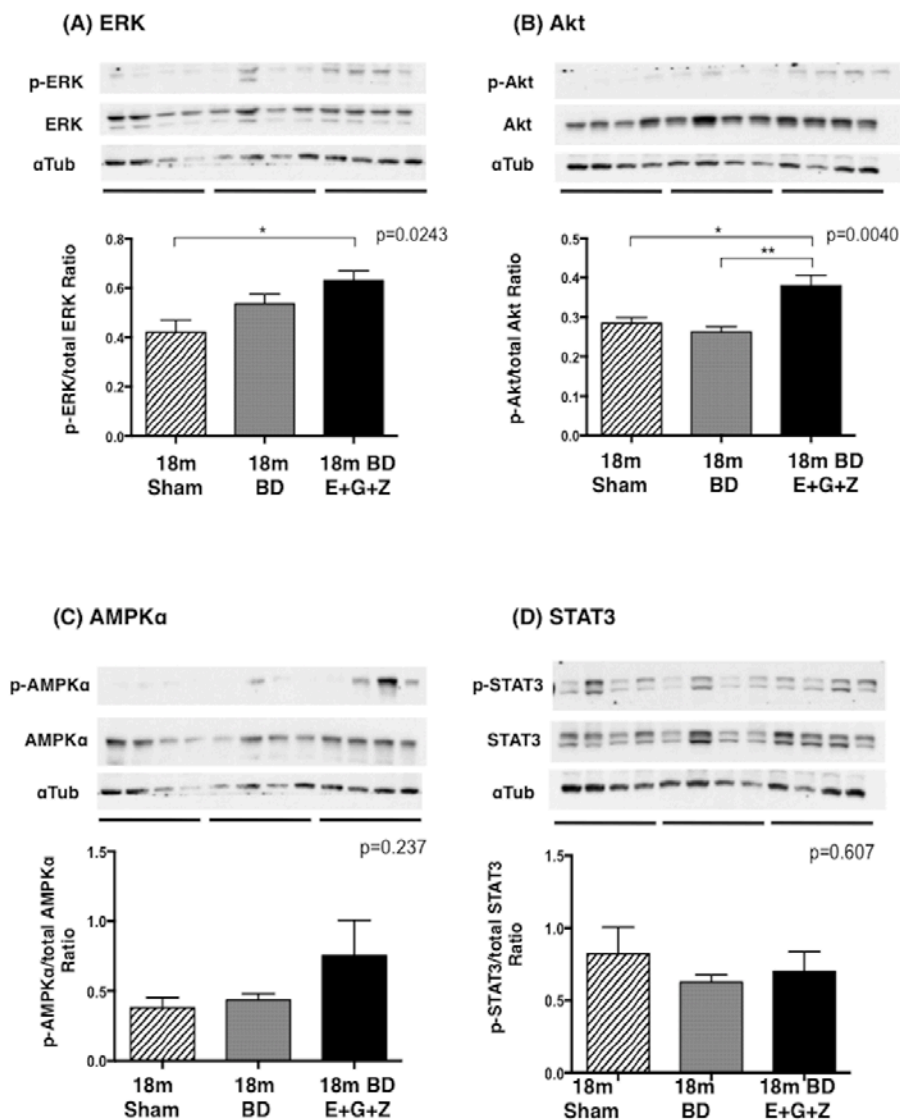 (A) ERK
p-ERK
ERK
αTub
*
p=0.0243
p-ERK/total ERK Ratio
0.8
0.6
0.4
0.2
0.0
18m Sham
18m BD
18m BD E+G+Z
(B) Akt
p-Akt
Akt
αTub
*
**
p=0.0040
p-Akt/total Akt Ratio
0.5
0.4
0.3
0.2
0.1
0.0
18m Sham
18m BD
18m BD E+G+Z
(C) AMPKα
p-AMPKα
AMPKα
αTub
p=0.237
p-AMPKα/total AMPKα
Ratio
1.5
1.0
0.5
0.0
18m Sham
18m BD
18m BD E+G+Z
(D) STAT3
p-STAT3
STAT3
αTub
p=0.607
p-STAT3/total STAT3
Ratio
1.5
1.0
0.5
0.0
18m Sham
18m BD
18m BD E+G+Z